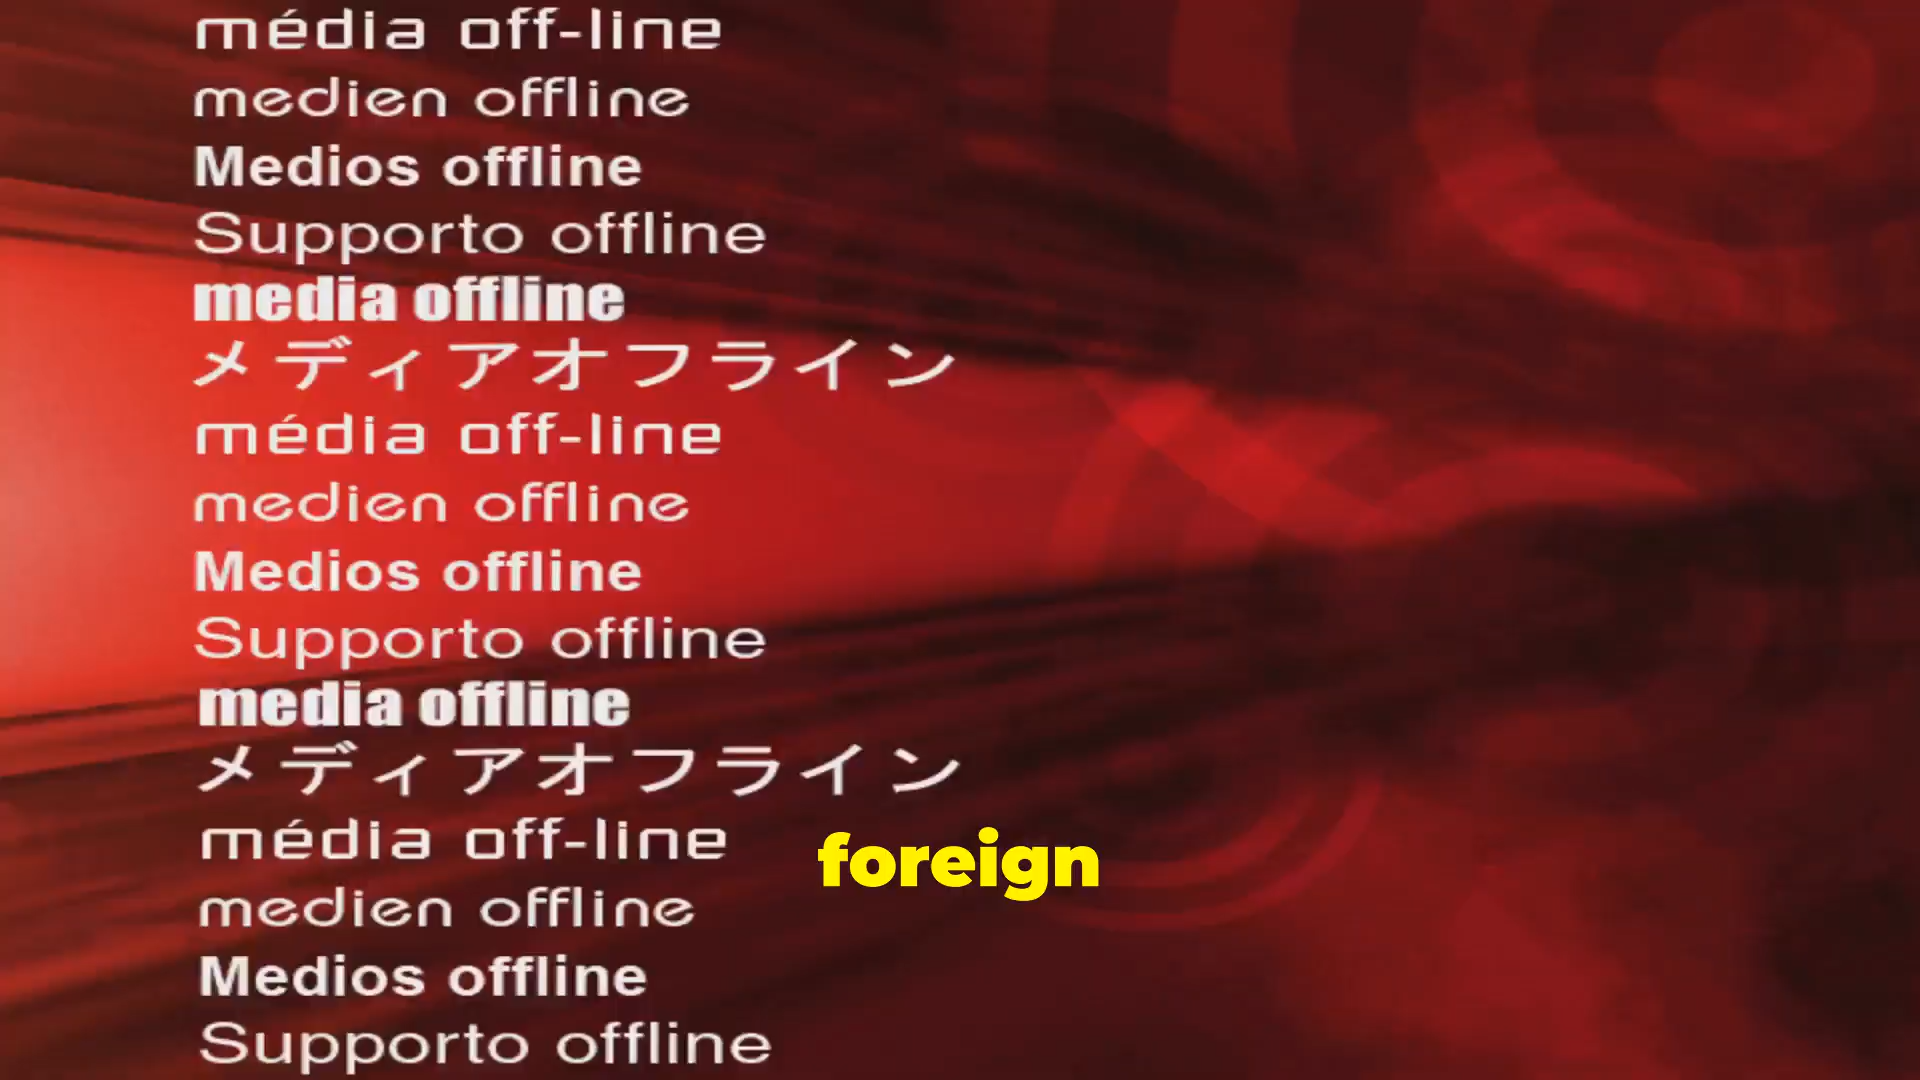 média off-line
medien offline
Medios offline
Supporto offline
media offline
メディアオフライン
média off-line
medien offline
Medios offline
Supporto offline
media offline
メディアオフライン
média off-line
foreign
medien offline
Medios offline
Supporto offline